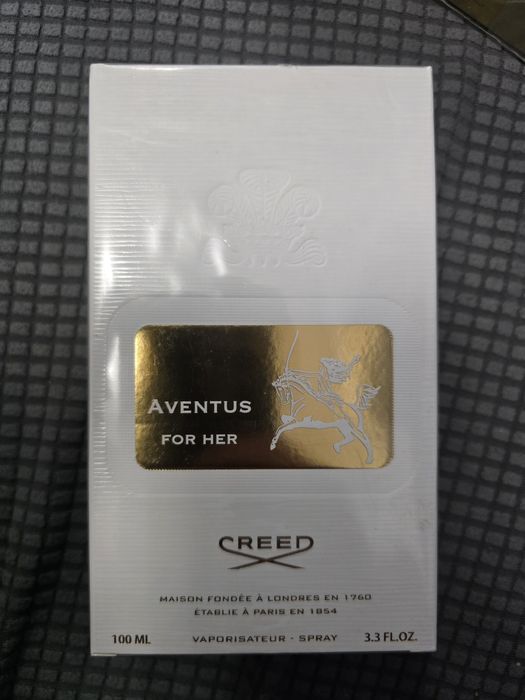 AVENTUS
FOR HER
CREED
MAISON FONDÉE À LONDRES EN 1760
ÉTABLIE À PARIS EN 1854
100 ML VAPORISATEUR - SPRAY 3.3 FL.OZ.